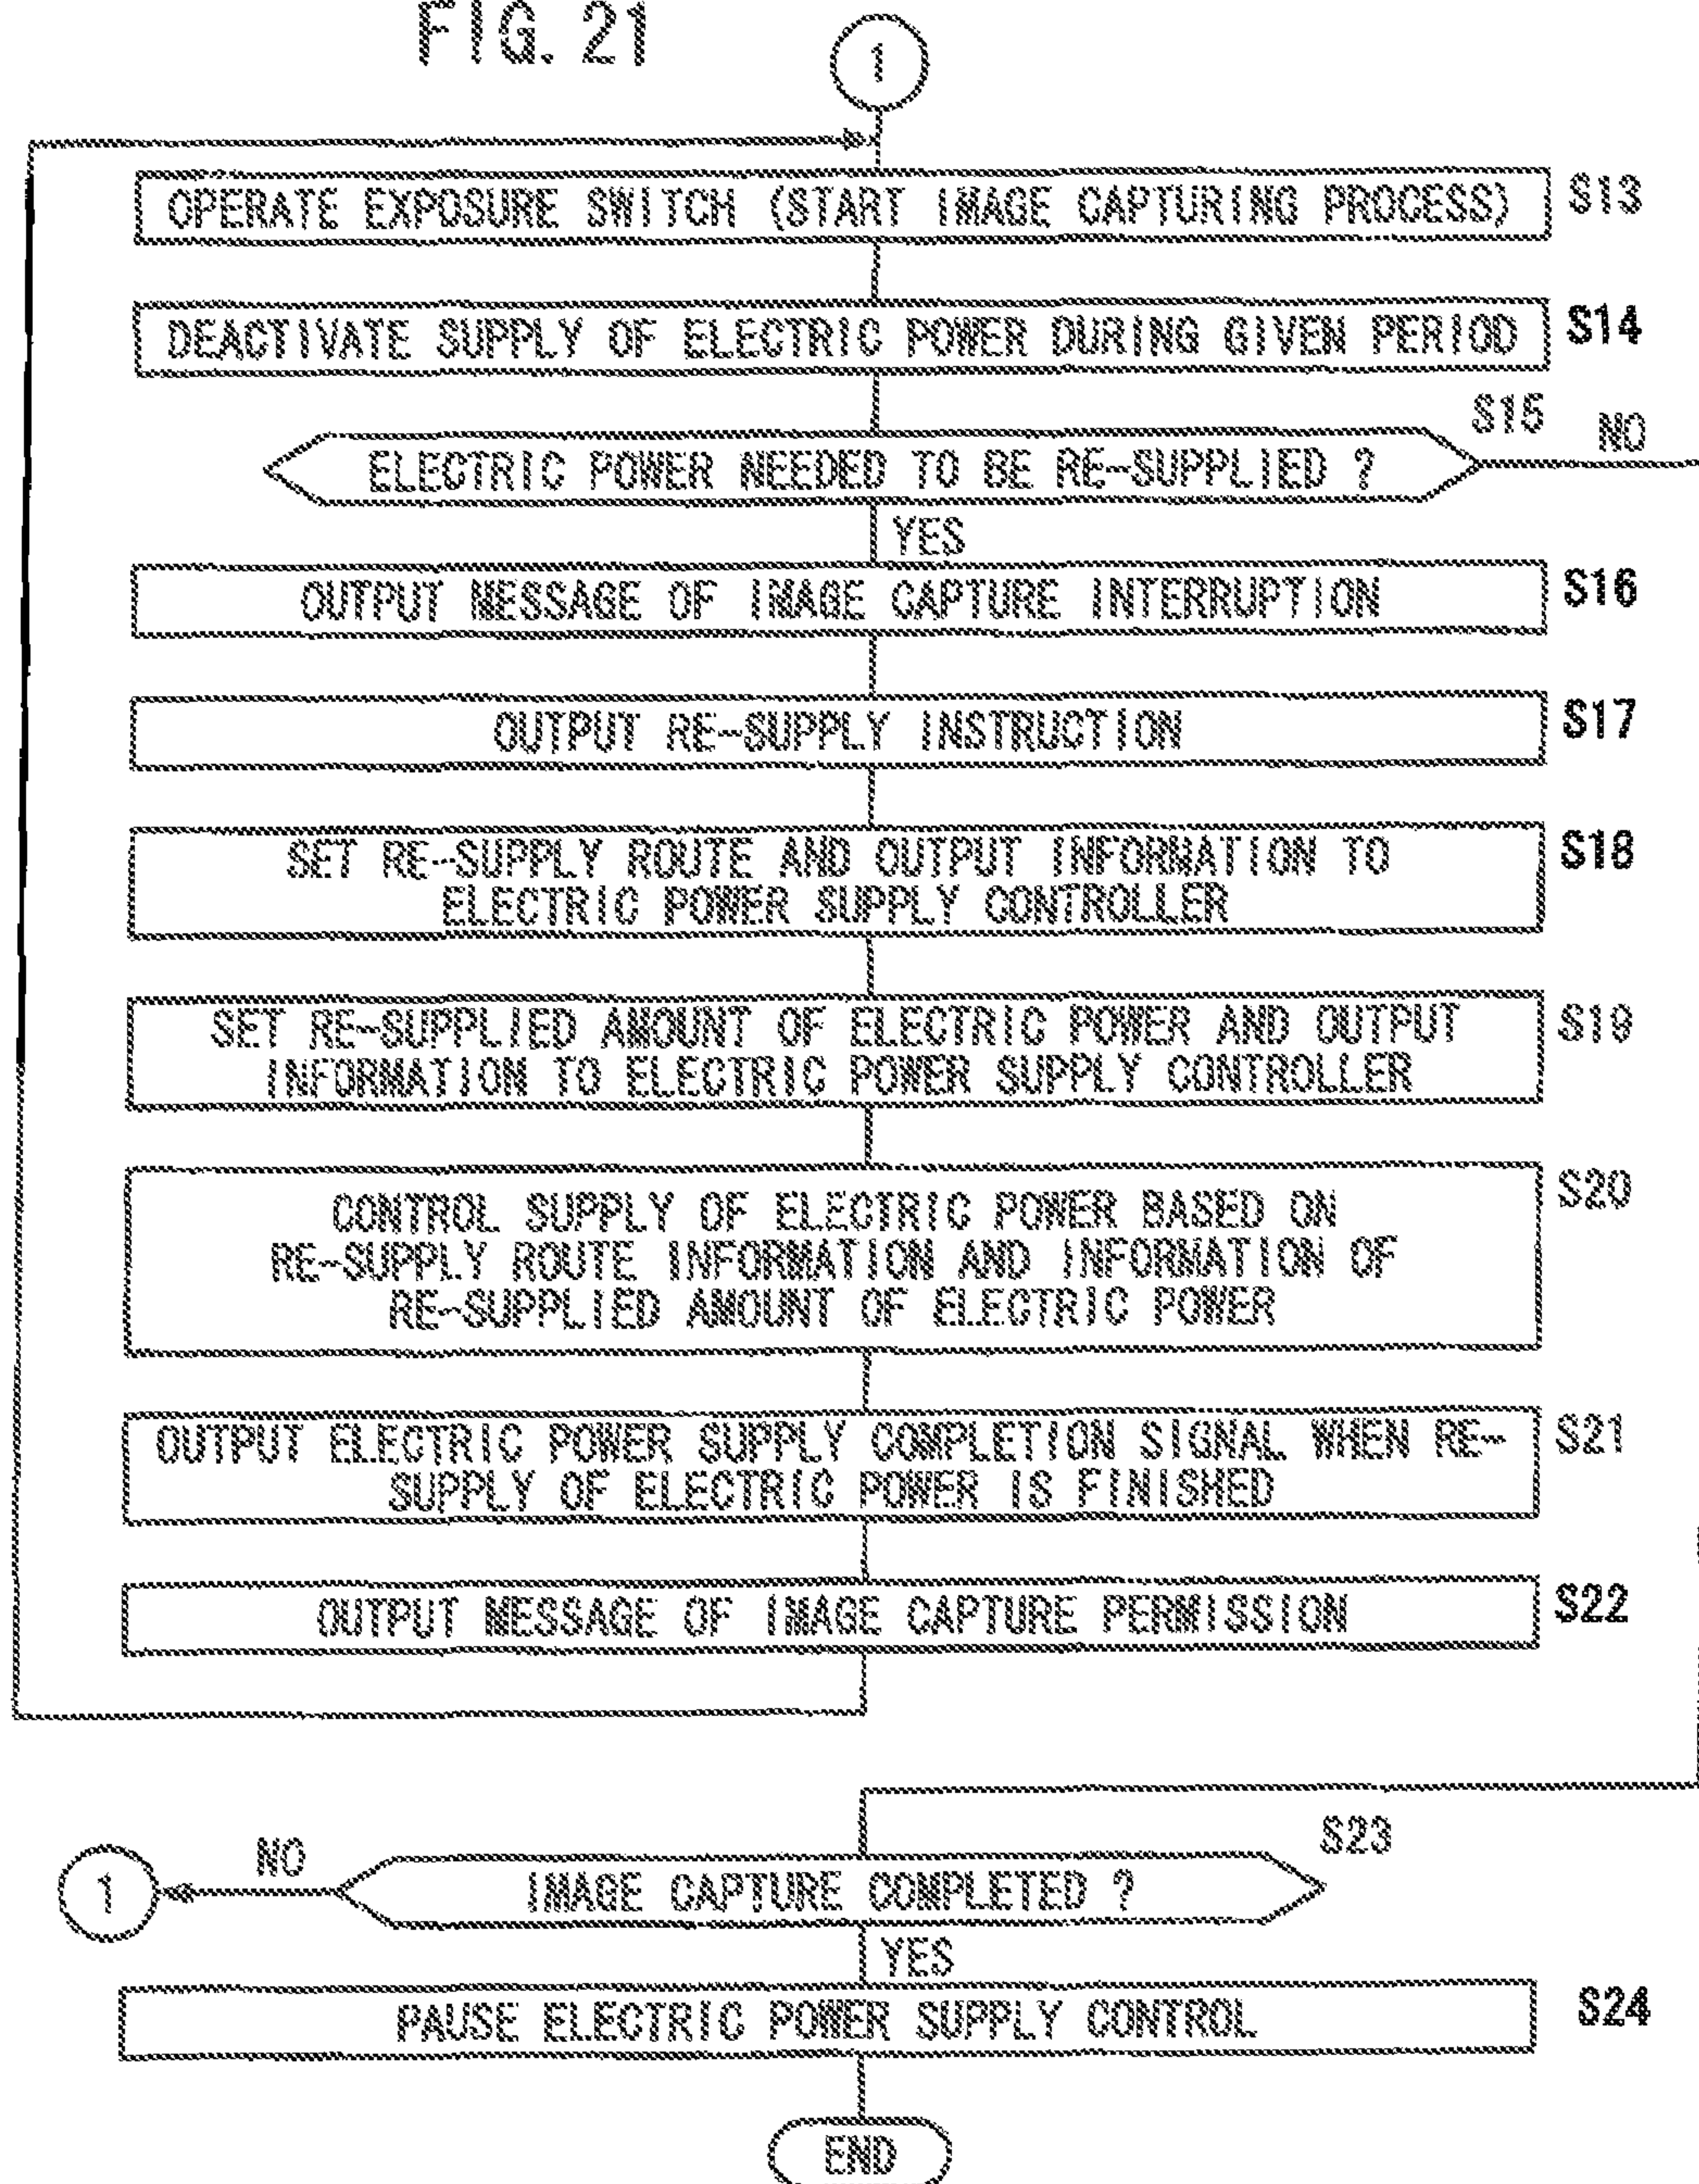 FIG. 21
1
OPERATE EXPOSURE SWITCH (START IMAGE CAPTURING PROCESS)
S13
DEACTIVATE SUPPLY OF ELECTRIC POWER DURING GIVEN PERIOD
S14
S15
NO
ELECTRIC POWER NEEDED TO BE RE-SUPPLIED ?
YES
OUTPUT MESSAGE OF IMAGE CAPTURE INTERRUPTION
S16
OUTPUT RE-SUPPLY INSTRUCTION
S17
SET RE-SUPPLY ROUTE AND OUTPUT INFORMATION TO
ELECTRIC POWER SUPPLY CONTROLLER
S18
SET RE-SUPPLIED AMOUNT OF ELECTRIC POWER AND OUTPUT
INFORMATION TO ELECTRIC POWER SUPPLY CONTROLLER
S19
CONTROL SUPPLY OF ELECTRIC POWER BASED ON
RE-SUPPLY ROUTE INFORMATION AND INFORMATION OF
RE-SUPPLIED AMOUNT OF ELECTRIC POWER
S20
OUTPUT ELECTRIC POWER SUPPLY COMPLETION SIGNAL WHEN RE-
SUPPLY OF ELECTRIC POWER IS FINISHED
S21
OUTPUT MESSAGE OF IMAGE CAPTURE PERMISSION
S22
S23
NO
1
IMAGE CAPTURE COMPLETED ?
YES
PAUSE ELECTRIC POWER SUPPLY CONTROL
S24
END